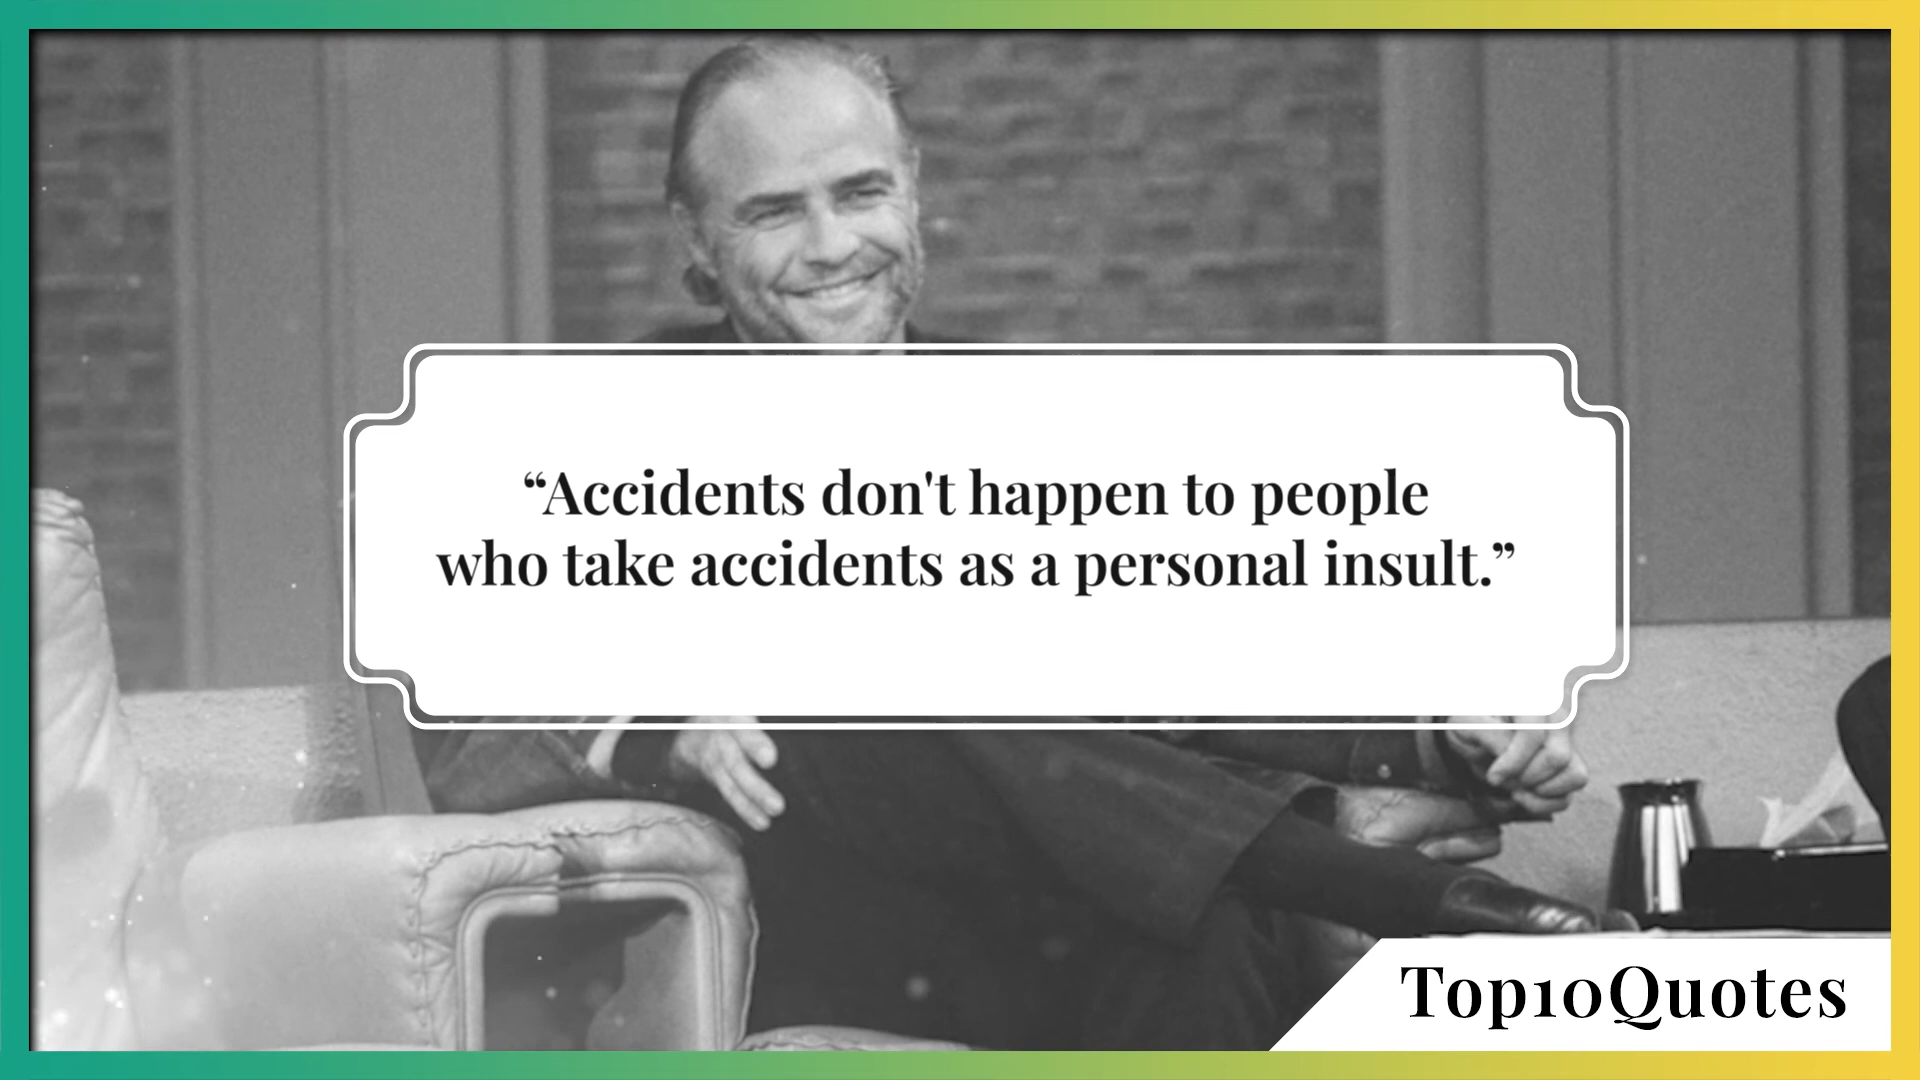 “Accidents don't happen to people
who take accidents as a personal insult.”
Top10Quotes